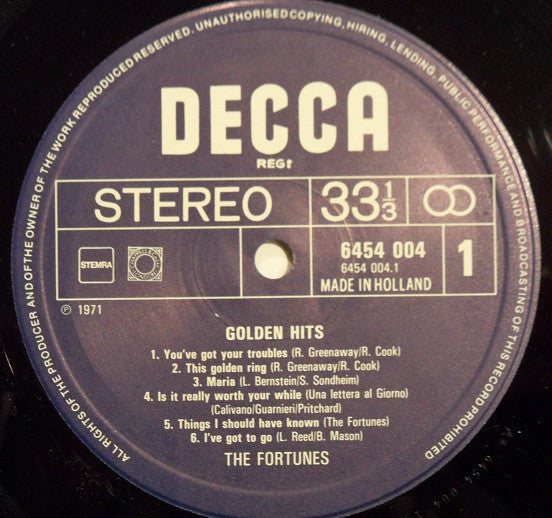 ALL RIGHTS OF THE PRODUCER AND OF THE OWNER OF THE WORK REPRODUCED RESERVED. UNAUTHORISED COPYING, HIRING, LENDING, PUBLIC PERFORMANCE AND BROADCASTING OF THIS RECORD PROHIBITED
DECCA
REGD
STEREO
33 1/3
STEMRA
6454 004
6454 004.1
MADE IN HOLLAND
1
℗ 1971
GOLDEN HITS
1. You've got your troubles (R. Greenaway/R. Cook)
2. This golden ring (R. Greenaway/R. Cook)
3. Maria (L. Bernstein/S. Sondheim)
4. Is it really worth your while (Una lettera al Giorno)
(Calivano/Guarnieri/Pritchard)
5. Things I should have known (The Fortunes)
6. I've got to go (L. Reed/B. Mason)
THE FORTUNES